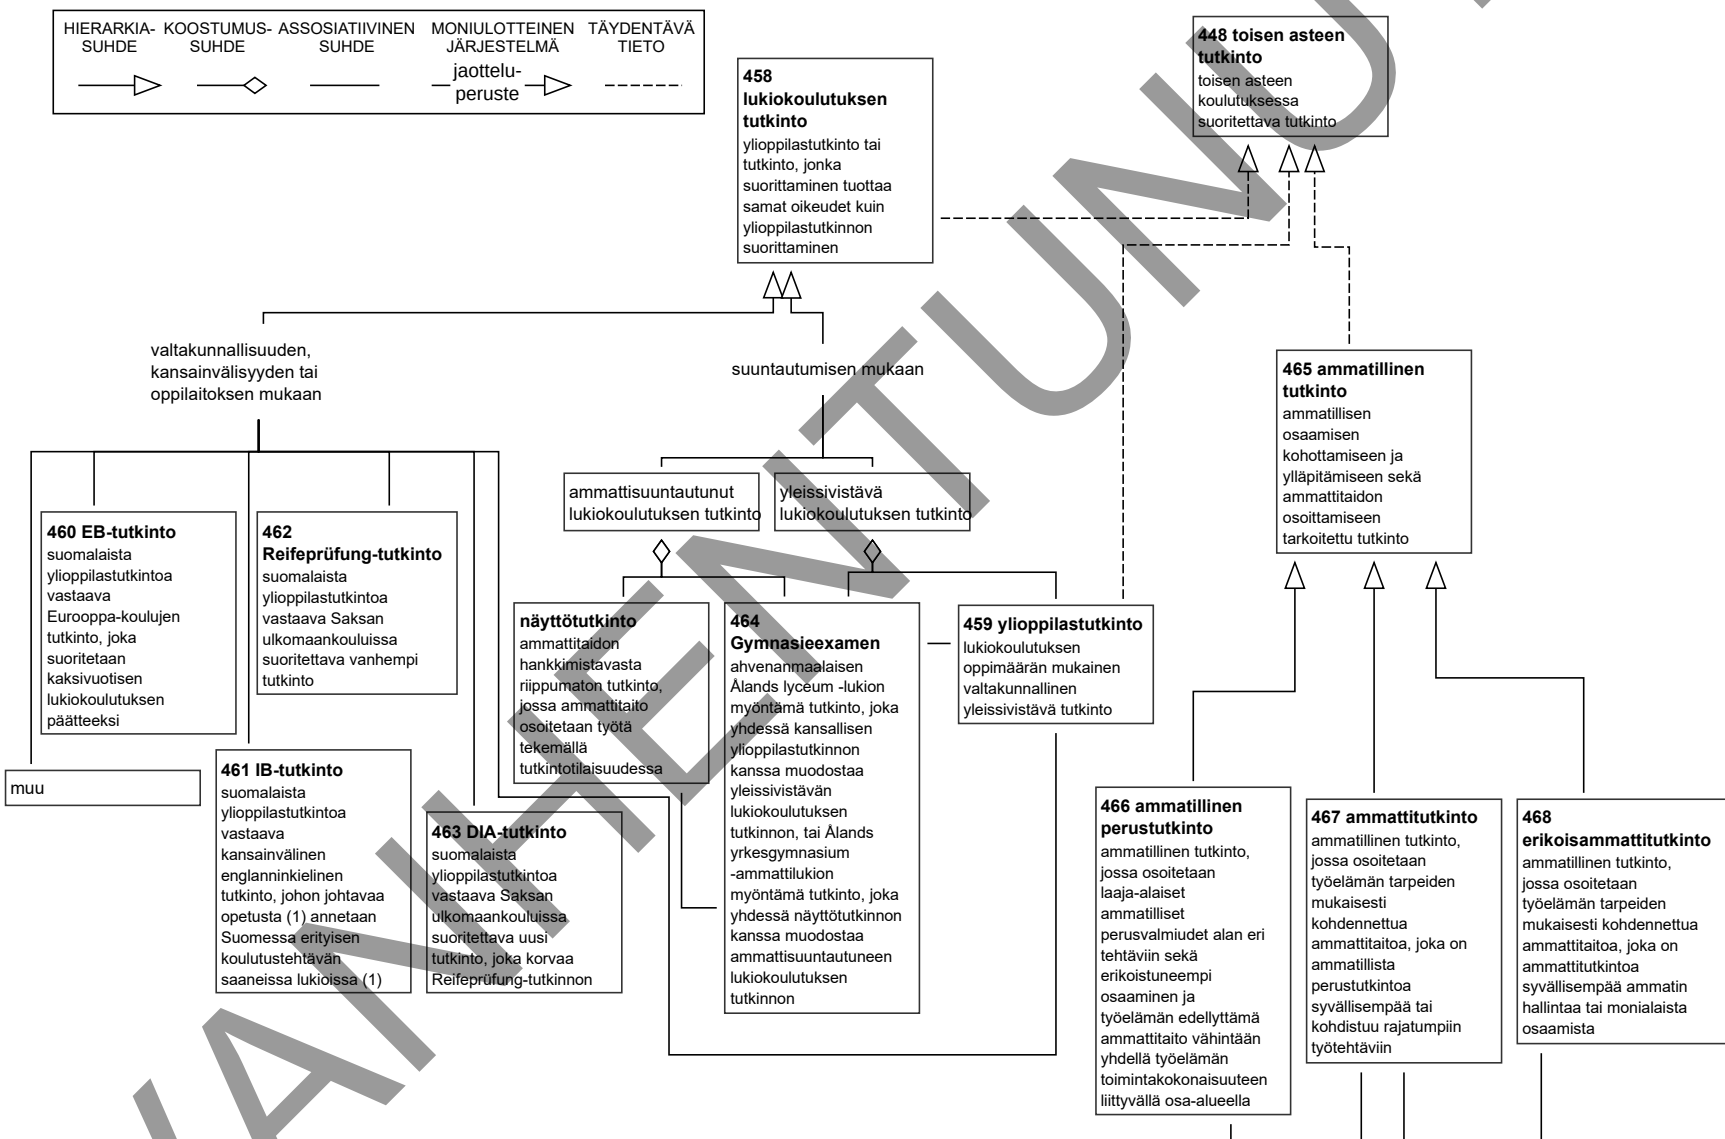 HIERARKIA-
SUHDE
KOOSTUMUS-
SUHDE
ASSOSIATIIVINEN
SUHDE
MONIULOTTEINEN
JÄRJESTELMÄ
jaottelu-
peruste
TÄYDENTÄVÄ
TIETO
448 toisen asteen
tutkinto
toisen asteen
koulutuksessa
suoritettava tutkinto
458
lukiokoulutuksen
tutkinto
ylioppilastutkinto tai
tutkinto, jonka
suorittaminen tuottaa
samat oikeudet kuin
ylioppilastutkinnon
suorittaminen
valtakunnallisuuden,
kansainvälisyyden tai
oppilaitoksen mukaan
suuntautumisen mukaan
465 ammatillinen
tutkinto
ammatillisen
osaamisen
kohottamiseen ja
ylläpitämiseen sekä
ammattitaidon
osoittamiseen
tarkoitettu tutkinto
ammattisuuntautunut
lukiokoulutuksen tutkinto
yleissivistävä
lukiokoulutuksen tutkinto
460 EB-tutkinto
suomalaista
ylioppilastutkintoa
vastaava
Eurooppa-koulujen
tutkinto, joka
suoritetaan
kaksivuotisen
lukiokoulutuksen
päätteeksi
462
Reifeprüfung-tutkinto
suomalaista
ylioppilastutkintoa
vastaava Saksan
ulkomaankouluissa
suoritettava vanhempi
tutkinto
näyttötutkinto
ammattitaidon
hankkimistavasta
riippumaton tutkinto,
jossa ammattitaito
osoitetaan työtä
tekemällä
tutkintotilaisuudessa
464
Gymnasieexamen
ahvenanmaalaisen
Ålands lyceum -lukion
myöntämä tutkinto, joka
yhdessä kansallisen
ylioppilastutkinnon
kanssa muodostaa
yleissivistävän
lukiokoulutuksen
tutkinnon, tai Ålands
yrkesgymnasium
-ammattilukion
myöntämä tutkinto, joka
yhdessä näyttötutkinnon
kanssa muodostaa
ammattisuuntautuneen
lukiokoulutuksen
tutkinnon
459 ylioppilastutkinto
lukiokoulutuksen
oppimäärän mukainen
valtakunnallinen
yleissivistävä tutkinto
muu
461 IB-tutkinto
suomalaista
ylioppilastutkintoa
vastaava
kansainvälinen
englanninkielinen
tutkinto, johon johtavaa
opetusta (1) annetaan
Suomessa erityisen
koulutustehtävän
saaneissa lukioissa (1)
463 DIA-tutkinto
suomalaista
ylioppilastutkintoa
vastaava Saksan
ulkomaankouluissa
suoritettava uusi
tutkinto, joka korvaa
Reifeprüfung-tutkinnon
466 ammatillinen
perustutkinto
ammatillinen tutkinto,
jossa osoitetaan
laaja-alaiset
ammatilliset
perusvalmiudet alan eri
tehtäviin sekä
erikoistuneempi
osaaminen ja
työelämän edellyttämä
ammattitaito vähintään
yhdellä työelämän
toimintakokonaisuuteen
liittyvällä osa-alueella
467 ammattitutkinto
ammatillinen tutkinto,
jossa osoitetaan
työelämän tarpeiden
mukaisesti
kohdennettua
ammattitaitoa, joka on
ammatillista
perustutkintoa
syvällisempää tai
kohdistuu rajatumpiin
työtehtäviin
468
erikoisammattitutkinto
ammatillinen tutkinto,
jossa osoitetaan
työelämän tarpeiden
mukaisesti kohdennettua
ammattitaitoa, joka on
ammattitutkintoa
syvällisempää ammatin
hallintaa tai monialaista
osaamista
VANHENTUNUT